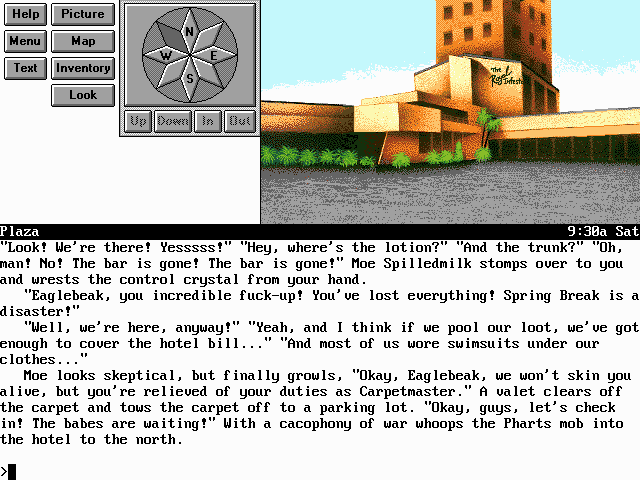 Help
Picture
Menu
Map
Text
Inventory
Look
N
W
E
S
Up
Down
In
Out
The
Royal
Plaza
9:30a Sat
"Look! We're there! Yesssss!" "Hey, where's the lotion?" "And the trunk?" "Oh,
man! No! The bar is gone! The bar is gone!" Moe Spilledmilk stomps over to you
and wrests the control crystal from your hand.
"Eaglebeak, you incredible fuck-up! You've lost everything! Spring Break is a
disaster!"
"Well, we're here, anyway!" "Yeah, and I think if we pool our loot, we've got
enough to cover the hotel bill..." "And most of us wore swimsuits under our
clothes..."
Moe looks skeptical, but finally growls, "Okay, Eaglebeak, we won't skin you
alive, but you're relieved of your duties as Carpetmaster." A valet clears off
the carpet and tows the carpet off to a parking lot. "Okay, guys, let's check
in! The babes are waiting!" With a cacophony of war whoops the Pharts mob into
the hotel to the north.
>